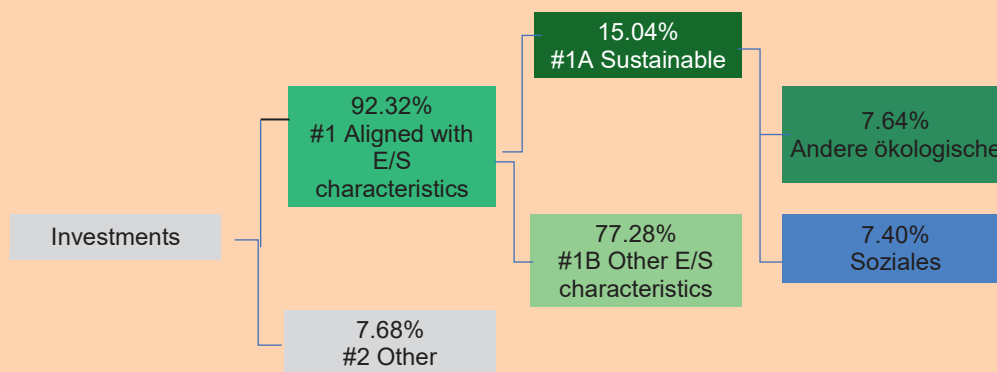 Investments
92.32%
#1 Aligned with
E/S
characteristics
7.68%
#2 Other
15.04%
#1A Sustainable
77.28%
#1B Other E/S
characteristics
7.64%
Andere ökologische
7.40%
Soziales